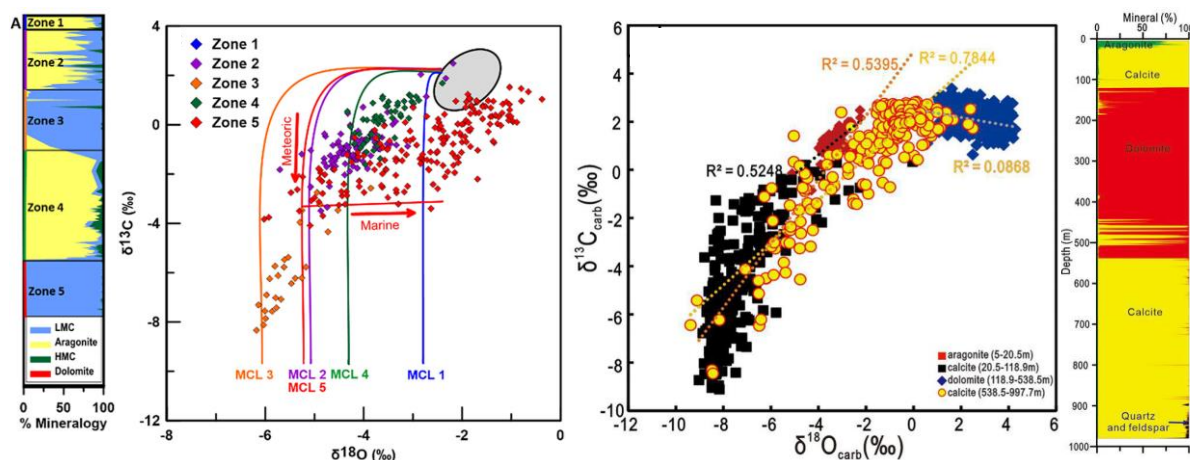 A
Zone 1
Zone 2
Zone 3
Zone 4
Zone 5
LMC
Aragonite
HMC
Dolomite
0 50 100
% Mineralogy
δ13C (‰)
4
0
-4
-8
-12
Zone 1
Zone 2
Zone 3
Zone 4
Zone 5
Meteoric
Marine
MCL 3
MCL 2
MCL 5
MCL 4
MCL 1
-8 -6 -4 -2 0
δ18O (‰)
δ13Ccarb(‰)
8
6
4
2
0
-2
-4
-6
-8
-10
R² = 0.5395
R² = 0.7844
R² = 0.5248
R² = 0.0868
aragonite (5-20.5m)
calcite (20.5-118.9m)
dolomite (118.9-538.5m)
calcite (538.5-997.7m)
-12 -10 -8 -6 -4 -2 0 2 4 6
δ18Ocarb(‰)
Mineral (%)
0 50 100
Depth (m)
0
100
200
300
400
500
600
700
800
900
1000
Aragonite
Calcite
Dolomite
Calcite
Quartz
and feldspar